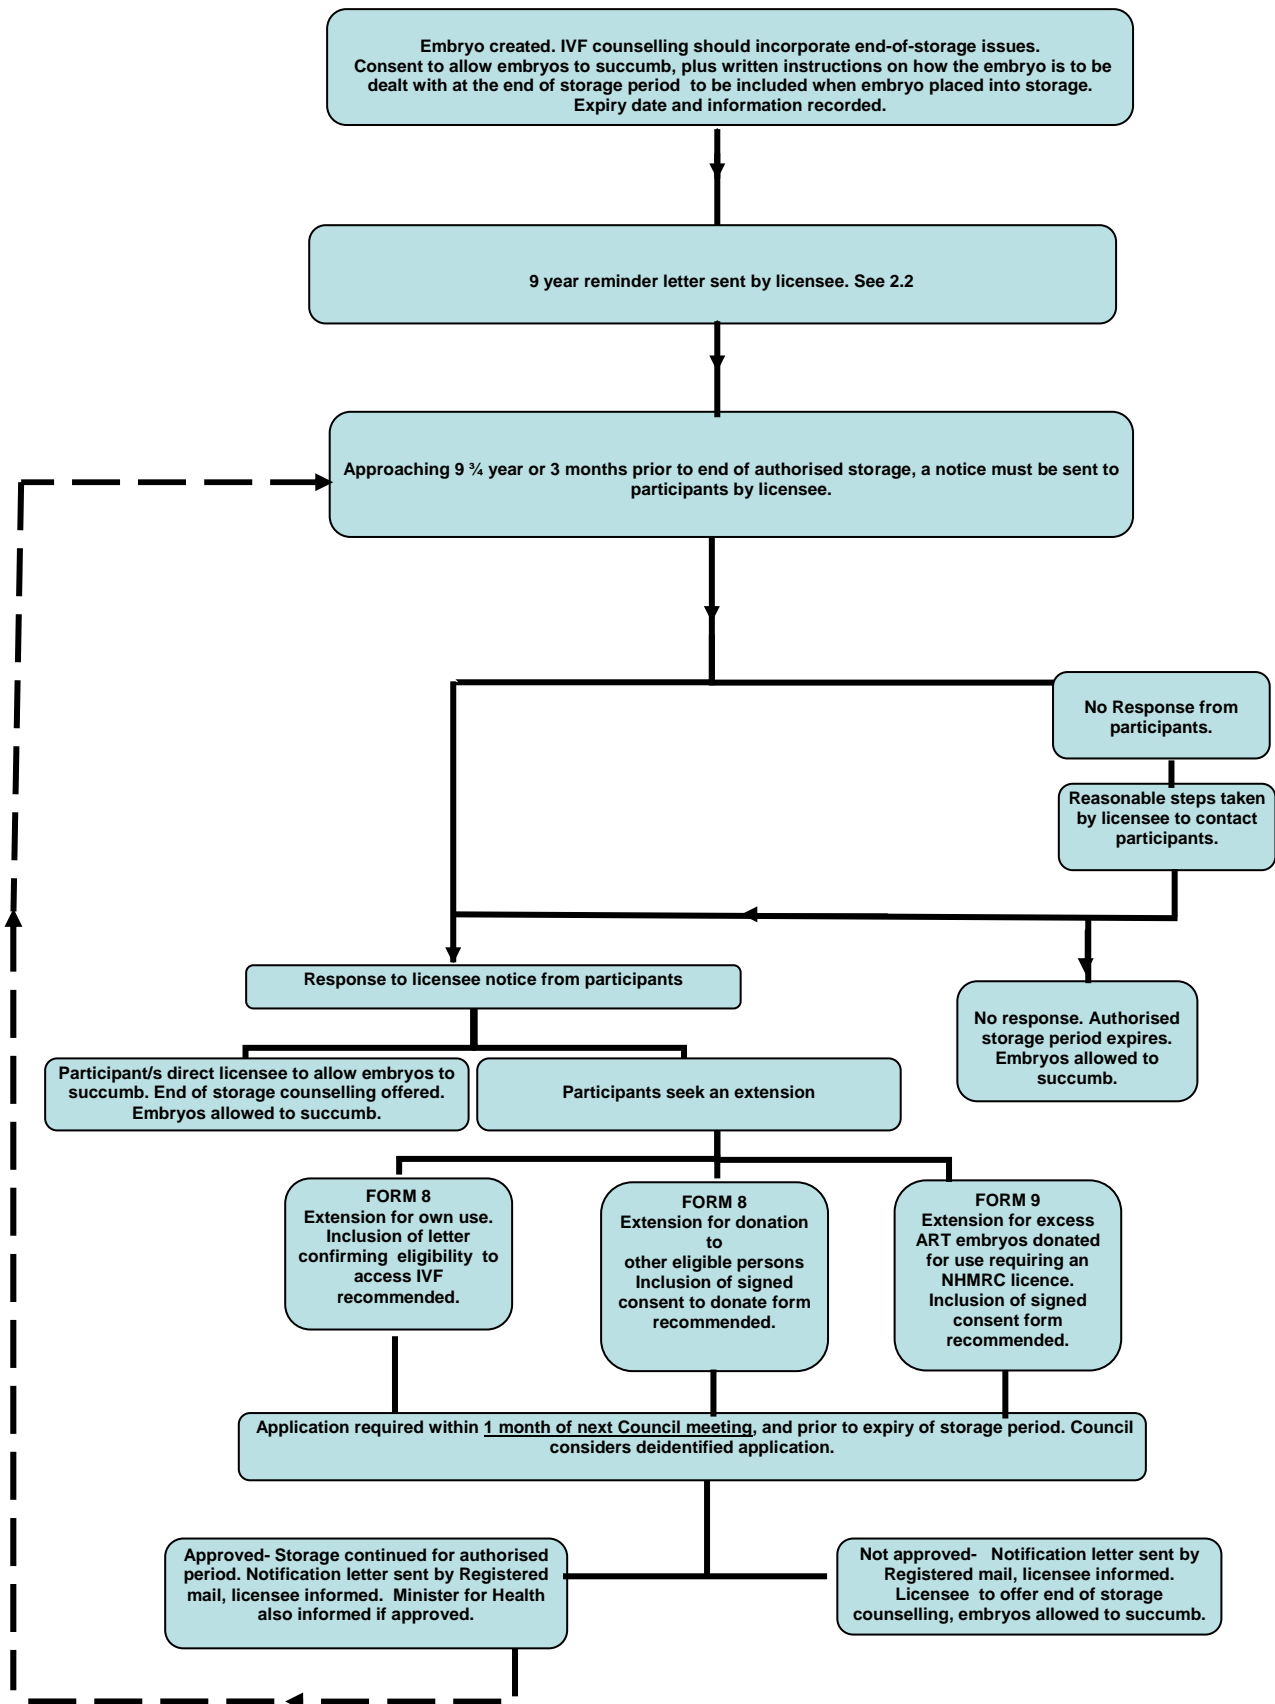 Embryo created. IVF counselling should incorporate end-of-storage issues.
Consent to allow embryos to succumb, plus written instructions on how the embryo is to be
dealt with at the end of storage period to be included when embryo placed into storage.
Expiry date and information recorded.
9 year reminder letter sent by licensee. See 2.2
Approaching 9 ¾ year or 3 months prior to end of authorised storage, a notice must be sent to
participants by licensee.
No Response from
participants.
Reasonable steps taken
by licensee to contact
participants.
Response to licensee notice from participants
No response. Authorised
storage period expires.
Embryos allowed to
succumb.
Participant/s direct licensee to allow embryos to
succumb. End of storage counselling offered.
Embryos allowed to succumb.
Participants seek an extension
FORM 8
Extension for own use.
Inclusion of letter
confirming eligibility to
access IVF
recommended.
FORM 8
Extension for donation
to
other eligible persons
Inclusion of signed
consent to donate form
recommended.
FORM 9
Extension for excess
ART embryos donated
for use requiring an
NHMRC licence.
Inclusion of signed
consent form
recommended.
Application required within 1 month of next Council meeting, and prior to expiry of storage period. Council
considers deidentified application.
Approved- Storage continued for authorised
period. Notification letter sent by Registered
mail, licensee informed. Minister for Health
also informed if approved.
Not approved- Notification letter sent by
Registered mail, licensee informed.
Licensee to offer end of storage
counselling, embryos allowed to succumb.